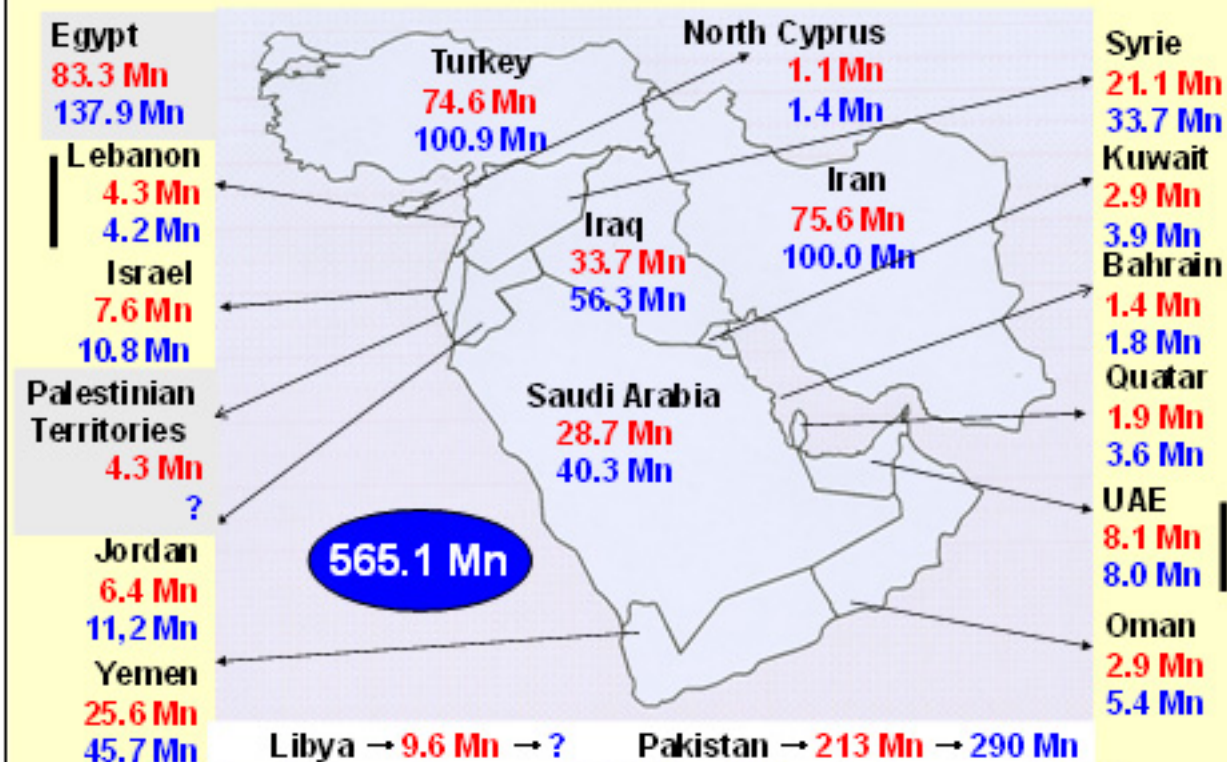 Egypt
83.3 Mn
137.9 Mn
Lebanon
4.3 Mn
4.2 Mn
Israel
7.6 Mn
10.8 Mn
Palestinian
Territories
4.3 Mn
?
Jordan
6.4 Mn
11,2 Mn
Yemen
25.6 Mn
45.7 Mn
Turkey
74.6 Mn
100.9 Mn
North Cyprus
1.1 Mn
1.4 Mn
Iraq
33.7 Mn
56.3 Mn
Iran
75.6 Mn
100.0 Mn
Saudi Arabia
28.7 Mn
40.3 Mn
565.1 Mn
Syrie
21.1 Mn
33.7 Mn
Kuwait
2.9 Mn
3.9 Mn
Bahrain
1.4 Mn
1.8 Mn
Quatar
1.9 Mn
3.6 Mn
UAE
8.1 Mn
8.0 Mn
Oman
2.9 Mn
5.4 Mn
Libya → 9.6 Mn → ?
Pakistan → 213 Mn → 290 Mn